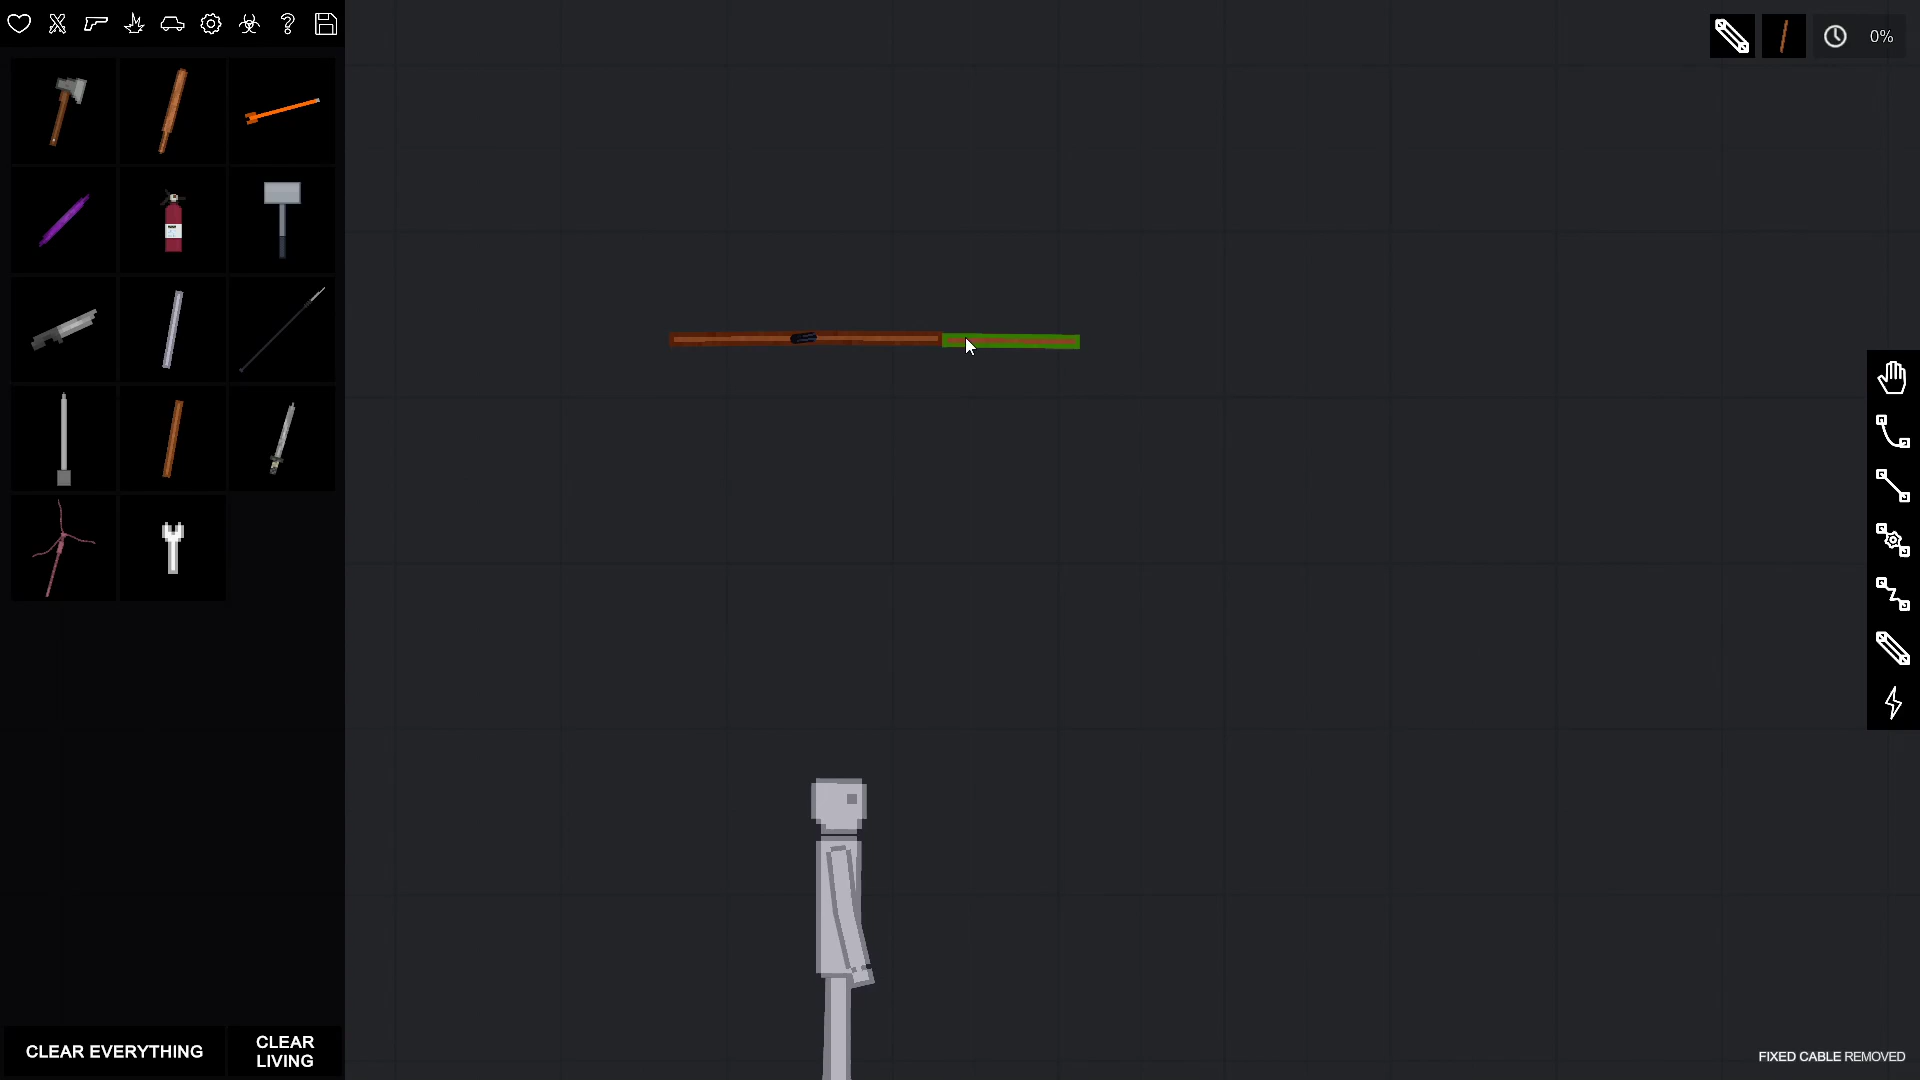 0%
CLEAR EVERYTHING
CLEAR
LIVING
FIXED CABLE REMOVED